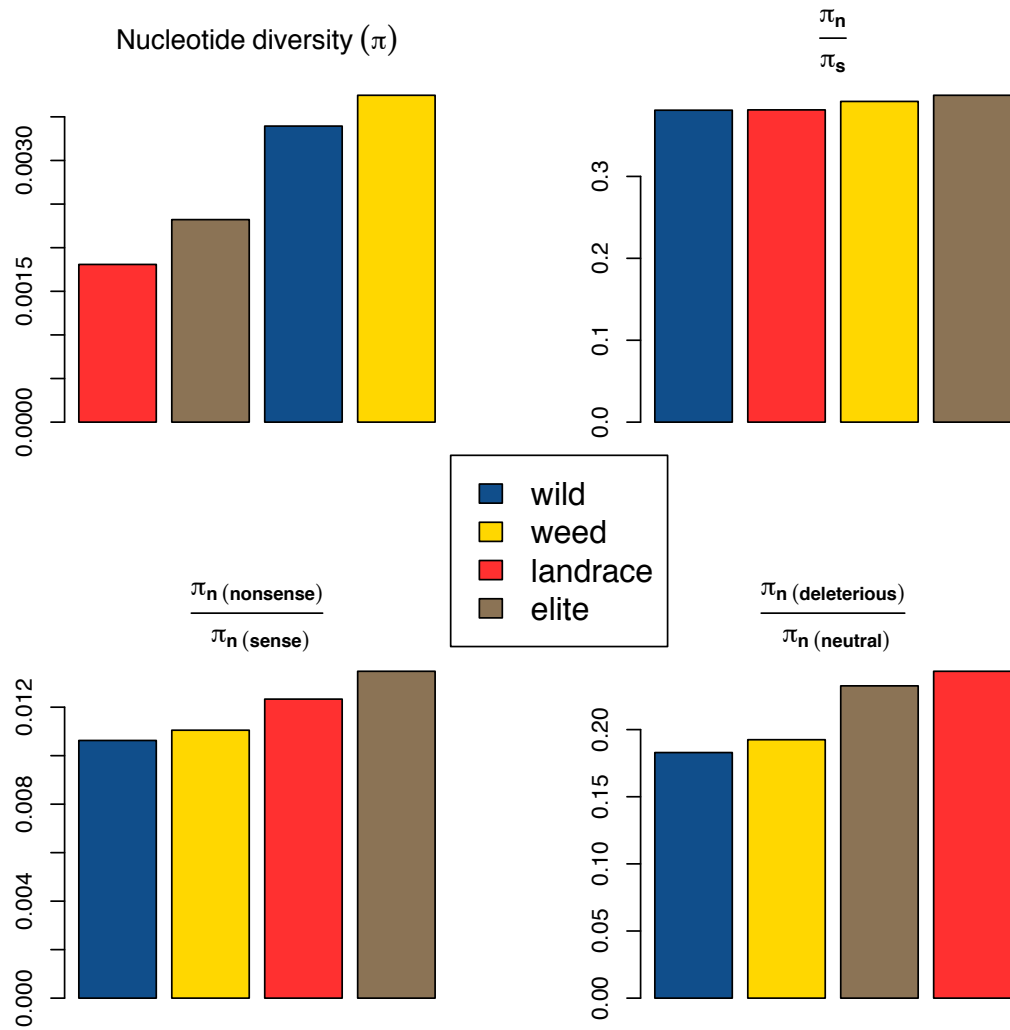 Nucleotide diversity (π)
0.0030
0.0015
0.0000
πn
πs
0.3
0.2
0.1
0.0
wild
weed
landrace
elite
πn (nonsense)
πn (sense)
0.012
0.008
0.004
0.000
πn (deleterious)
πn (neutral)
0.20
0.15
0.10
0.05
0.00